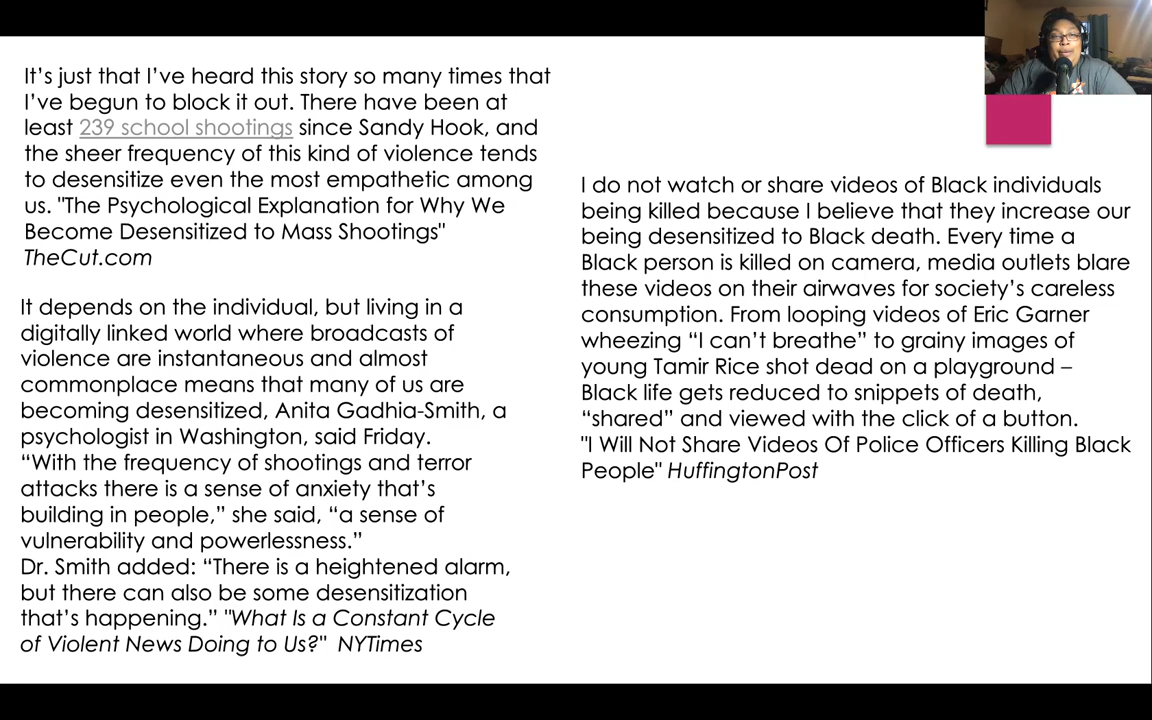 It’s just that I’ve heard this story so many times that
I’ve begun to block it out. There have been at
least 239 school shootings since Sandy Hook, and
the sheer frequency of this kind of violence tends
to desensitize even the most empathetic among
us. "The Psychological Explanation for Why We
Become Desensitized to Mass Shootings"
TheCut.com
It depends on the individual, but living in a
digitally linked world where broadcasts of
violence are instantaneous and almost
commonplace means that many of us are
becoming desensitized, Anita Gadhia-Smith, a
psychologist in Washington, said Friday.
“With the frequency of shootings and terror
attacks there is a sense of anxiety that’s
building in people,” she said, “a sense of
vulnerability and powerlessness.”
Dr. Smith added: “There is a heightened alarm,
but there can also be some desensitization
that’s happening.” "What Is a Constant Cycle
of Violent News Doing to Us?" NYTimes
I do not watch or share videos of Black individuals
being killed because I believe that they increase our
being desensitized to Black death. Every time a
Black person is killed on camera, media outlets blare
these videos on their airwaves for society’s careless
consumption. From looping videos of Eric Garner
wheezing “I can’t breathe” to grainy images of
young Tamir Rice shot dead on a playground –
Black life gets reduced to snippets of death,
“shared” and viewed with the click of a button.
"I Will Not Share Videos Of Police Officers Killing Black
People" HuffingtonPost